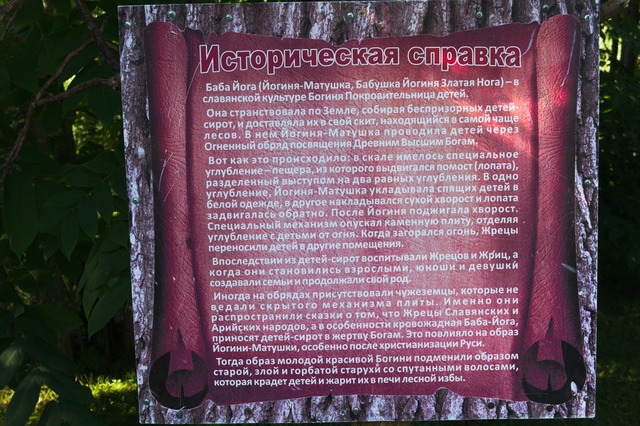 Историческая справка
Баба Йога (Йогиня-Матушка, Бабушка Йогиня Златая Нога) – в
славянской культуре Богиня Покровительница детей.
Она странствовала по Земле, собирая беспризорных детей-
сирот, и доставляла их в свой скит, находящийся в самой чаще
лесов. В нем Йогиня-Матушка проводила детей через
Огненный обряд посвящения Древним Высшим Богам.
Вот как это происходило: в скале имелось специальное
углубление – пещера, из которого выдвигался помост (лопата),
разделенный выступом на два равных углубления. В одно
углубление, Йогиня-Матушка укладывала спящих детей в
белой одежде, в другое накладывался сухой хворост и лопата
задвигалась обратно. После Йогиня поджигала хворост.
Специальный механизм опускал каменную плиту, отделяя
углубление с детьми от огня. Когда загорался огонь, Жрецы
переносили детей в другие помещения.
Впоследствии из детей-сирот воспитывали Жрецов и Жриц, а
когда они становились взрослыми, юноши и девушки
создавали семьи и продолжали свой род.
Иногда на обрядах присутствовали чужеземцы, которые не
ведали скрытого механизма плиты. Именно они
распространили сказки о том, что Жрецы Славянских и
Арийских народов, а в особенности кровожадная Баба-Йога,
приносят детей-сирот в жертву Богам. Это повлияло на образ
Йогини-Матушки, особенно после христианизации Руси.
Тогда образ молодой красивой Богини подменили образом
старой, злой и горбатой старухи со спутанными волосами,
которая крадет детей и жарит их в печи лесной избы.